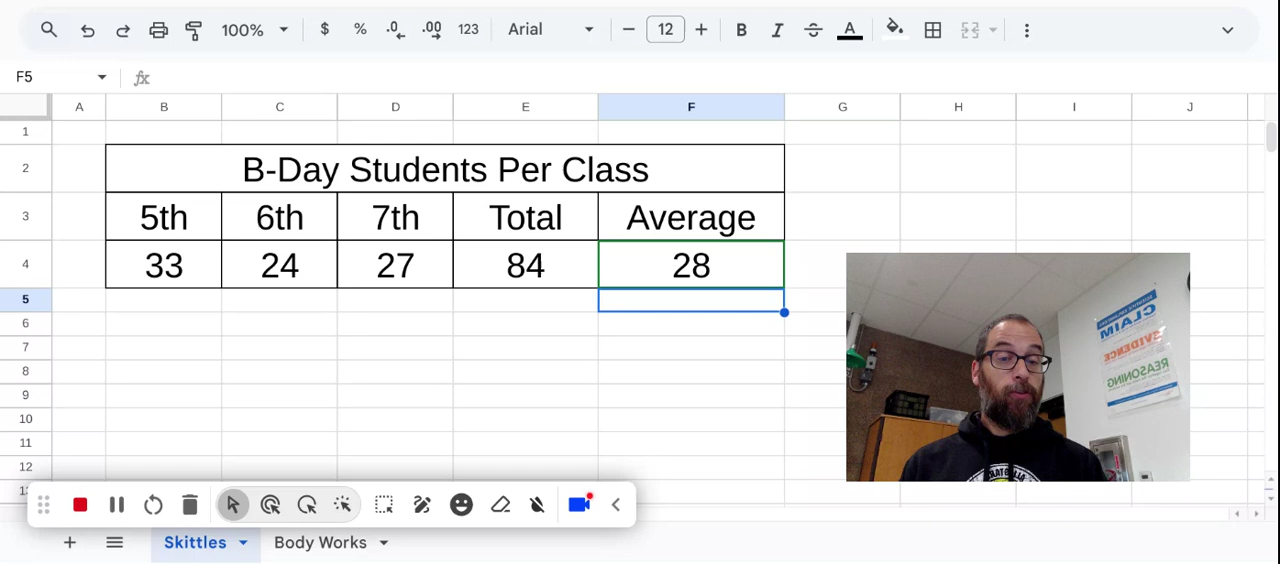 100% $ % .0 .00 123 Arial 12 B I A
F5 fx
A B C D E F G H I J
1
2 B-Day Students Per Class
3 5th 6th 7th Total Average
4 33 24 27 84 28
5
6
7
8
9
10
11
12
CLAIM
EVIDENCE
REASONING
Skittles Body Works